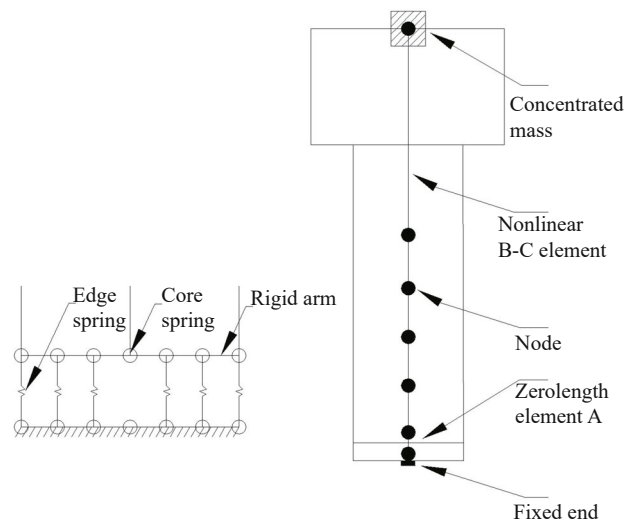 Concentrated
mass
Nonlinear
B-C element
Edge
spring
Core
spring
Rigid arm
Node
Zerolength
element A
Fixed end